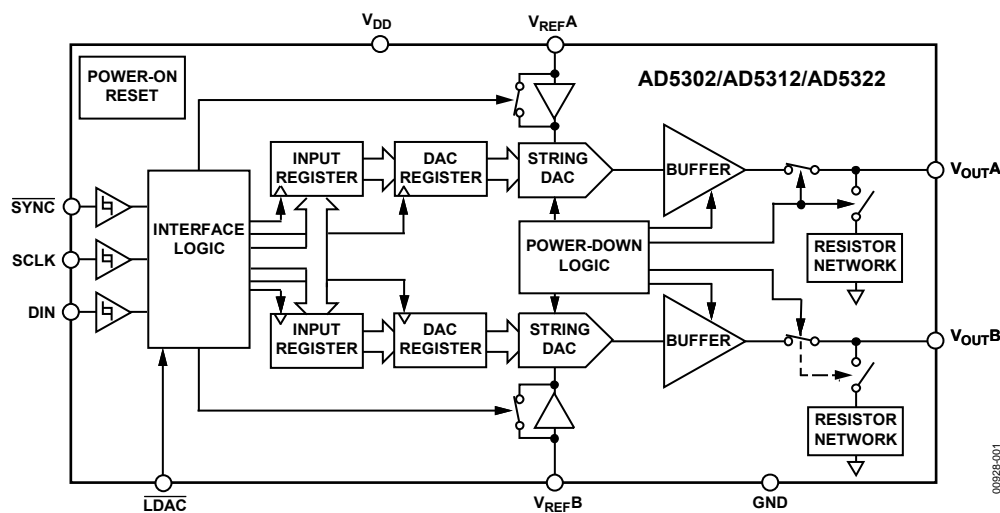 VDD
VREFA
POWER-ON
RESET
AD5302/AD5312/AD5322
INPUT
REGISTER
DAC
REGISTER
STRING
DAC
BUFFER
VOUTA
SYNC
SCLK
DIN
INTERFACE
LOGIC
POWER-DOWN
LOGIC
RESISTOR
NETWORK
INPUT
REGISTER
DAC
REGISTER
STRING
DAC
BUFFER
VOUTB
RESISTOR
NETWORK
LDAC
VREFB
GND
00928-001